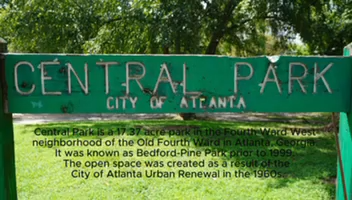 CENTRAL PARK
CITY OF ATLANTA
Central Park is a 17.37 acre park in the Fourth Ward West
neighborhood of the Old Fourth Ward in Atlanta, Georgia.
It was known as Bedford-Pine Park prior to 1999.
The open space was created as a result of the
City of Atlanta Urban Renewal in the 1960s.